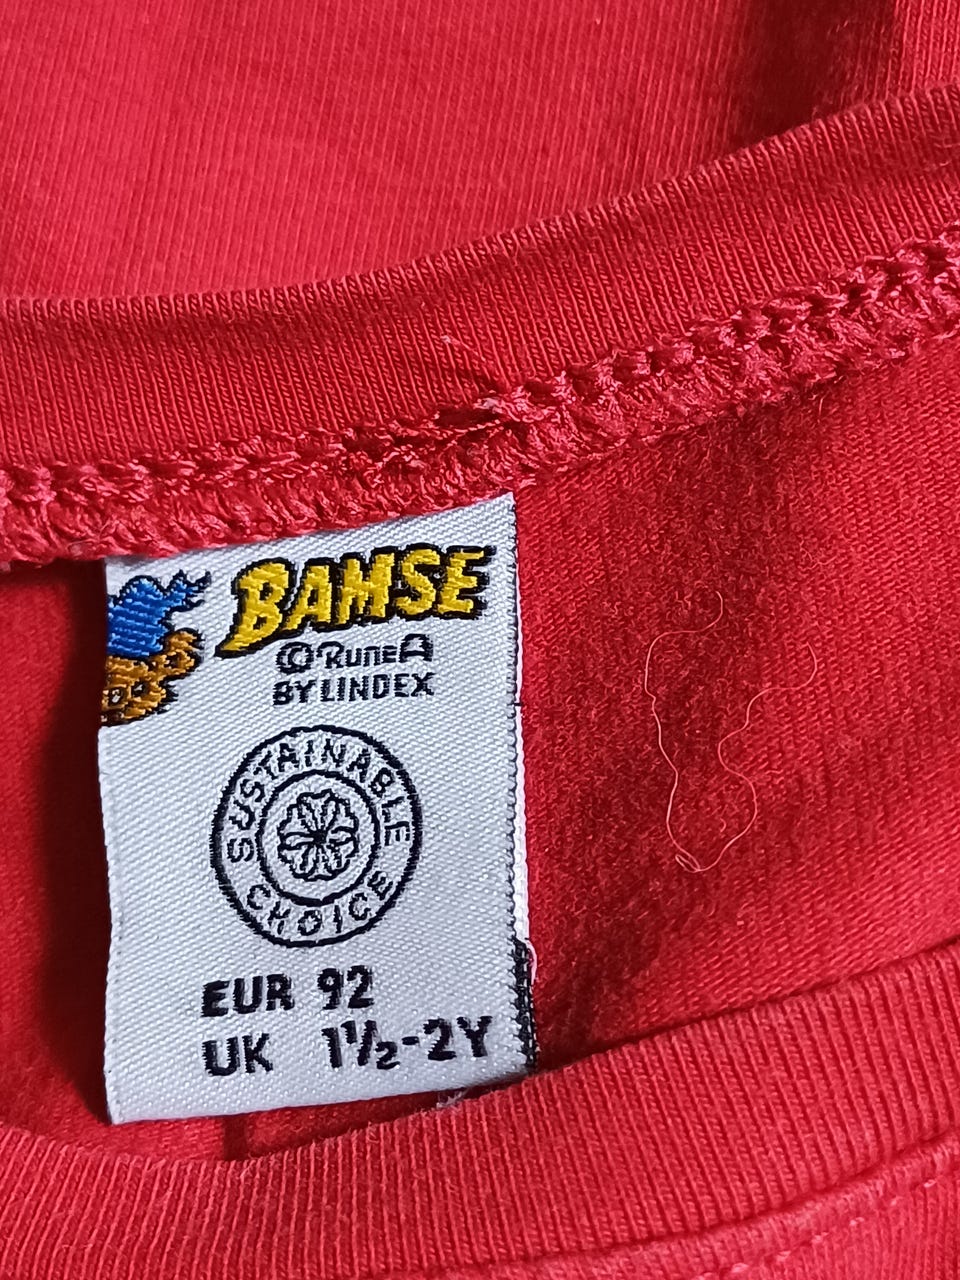 BAMSE
© RuneA
BY LINDEX
SUSTAINABLE
CHOICE
EUR 92
UK 1½-2Y